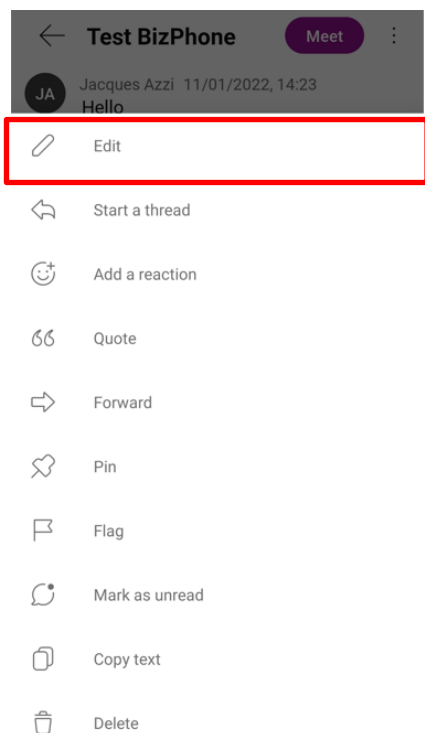 Test BizPhone Meet
JA Jacques Azzi 11/01/2022, 14:23
Hello
Edit
Start a thread
Add a reaction
Quote
Forward
Pin
Flag
Mark as unread
Copy text
Delete